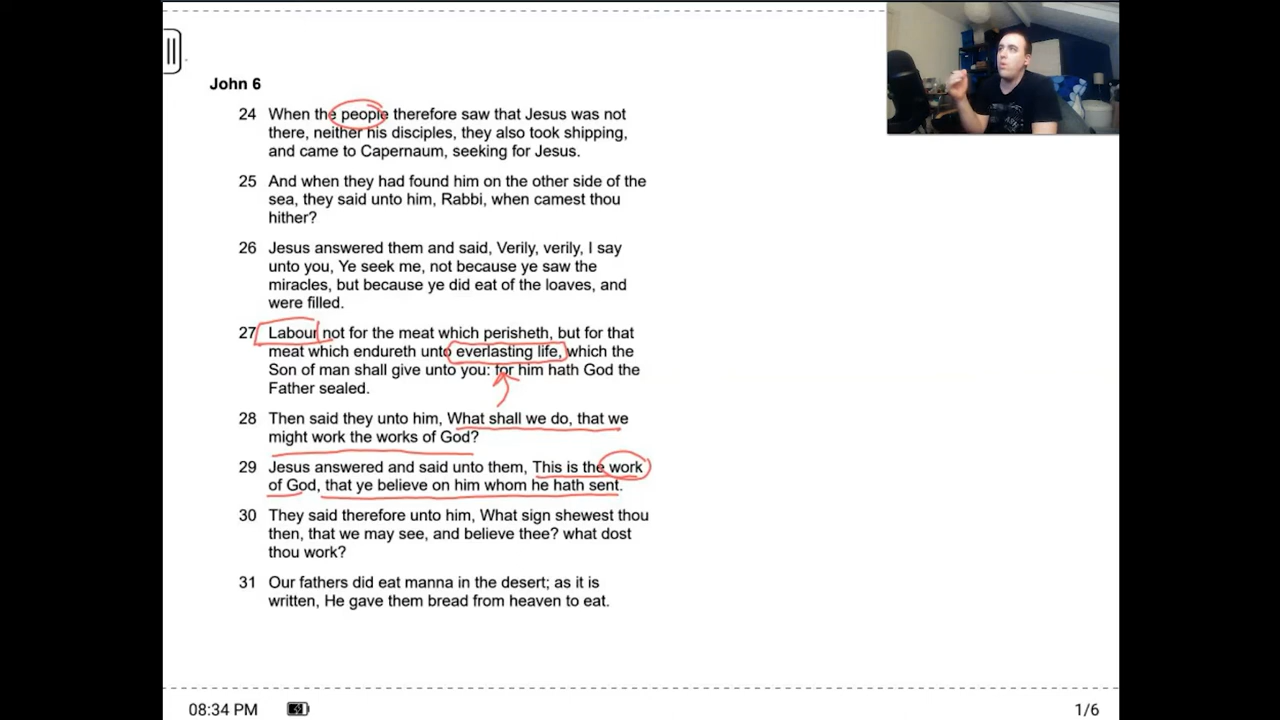 John 6
24 When the people therefore saw that Jesus was not
there, neither his disciples, they also took shipping,
and came to Capernaum, seeking for Jesus.
25 And when they had found him on the other side of the
sea, they said unto him, Rabbi, when camest thou
hither?
26 Jesus answered them and said, Verily, verily, I say
unto you, Ye seek me, not because ye saw the
miracles, but because ye did eat of the loaves, and
were filled.
27 Labour not for the meat which perisheth, but for that
meat which endureth unto everlasting life, which the
Son of man shall give unto you: for him hath God the
Father sealed.
28 Then said they unto him, What shall we do, that we
might work the works of God?
29 Jesus answered and said unto them, This is the work
of God, that ye believe on him whom he hath sent.
30 They said therefore unto him, What sign shewest thou
then, that we may see, and believe thee? what dost
thou work?
31 Our fathers did eat manna in the desert; as it is
written, He gave them bread from heaven to eat.
08:34 PM
1/6